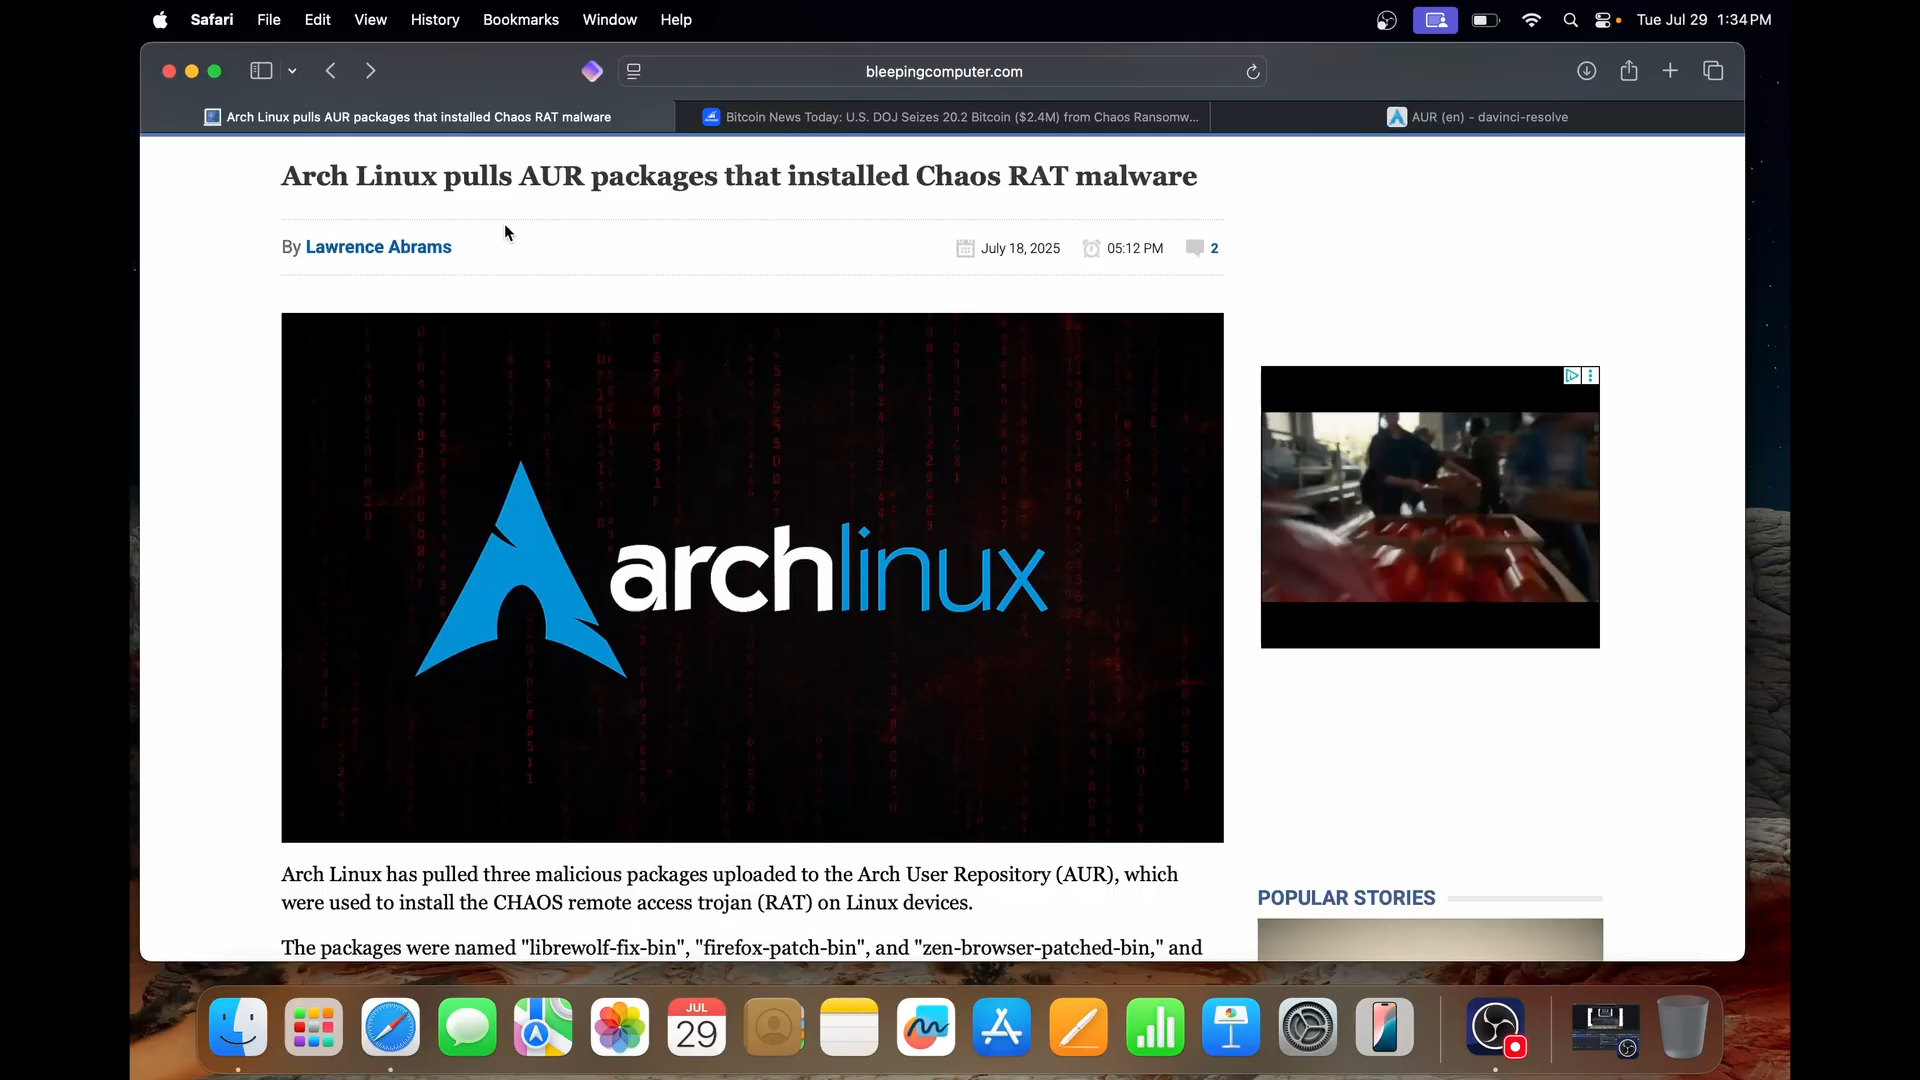 Safari File Edit View History Bookmarks Window Help
Tue Jul 29 1:34 PM
bleepingcomputer.com
Arch Linux pulls AUR packages that installed Chaos RAT malware
Bitcoin News Today: U.S. DOJ Seizes 20.2 Bitcoin ($2.4M) from Chaos Ransomw...
AUR (en) - davinci-resolve
Arch Linux pulls AUR packages that installed Chaos RAT malware
By Lawrence Abrams
July 18, 2025
05:12 PM
2
archlinux
Arch Linux has pulled three malicious packages uploaded to the Arch User Repository (AUR), which
were used to install the CHAOS remote access trojan (RAT) on Linux devices.
POPULAR STORIES
The packages were named "librewolf-fix-bin", "firefox-patch-bin", and "zen-browser-patched-bin," and
JUL
29